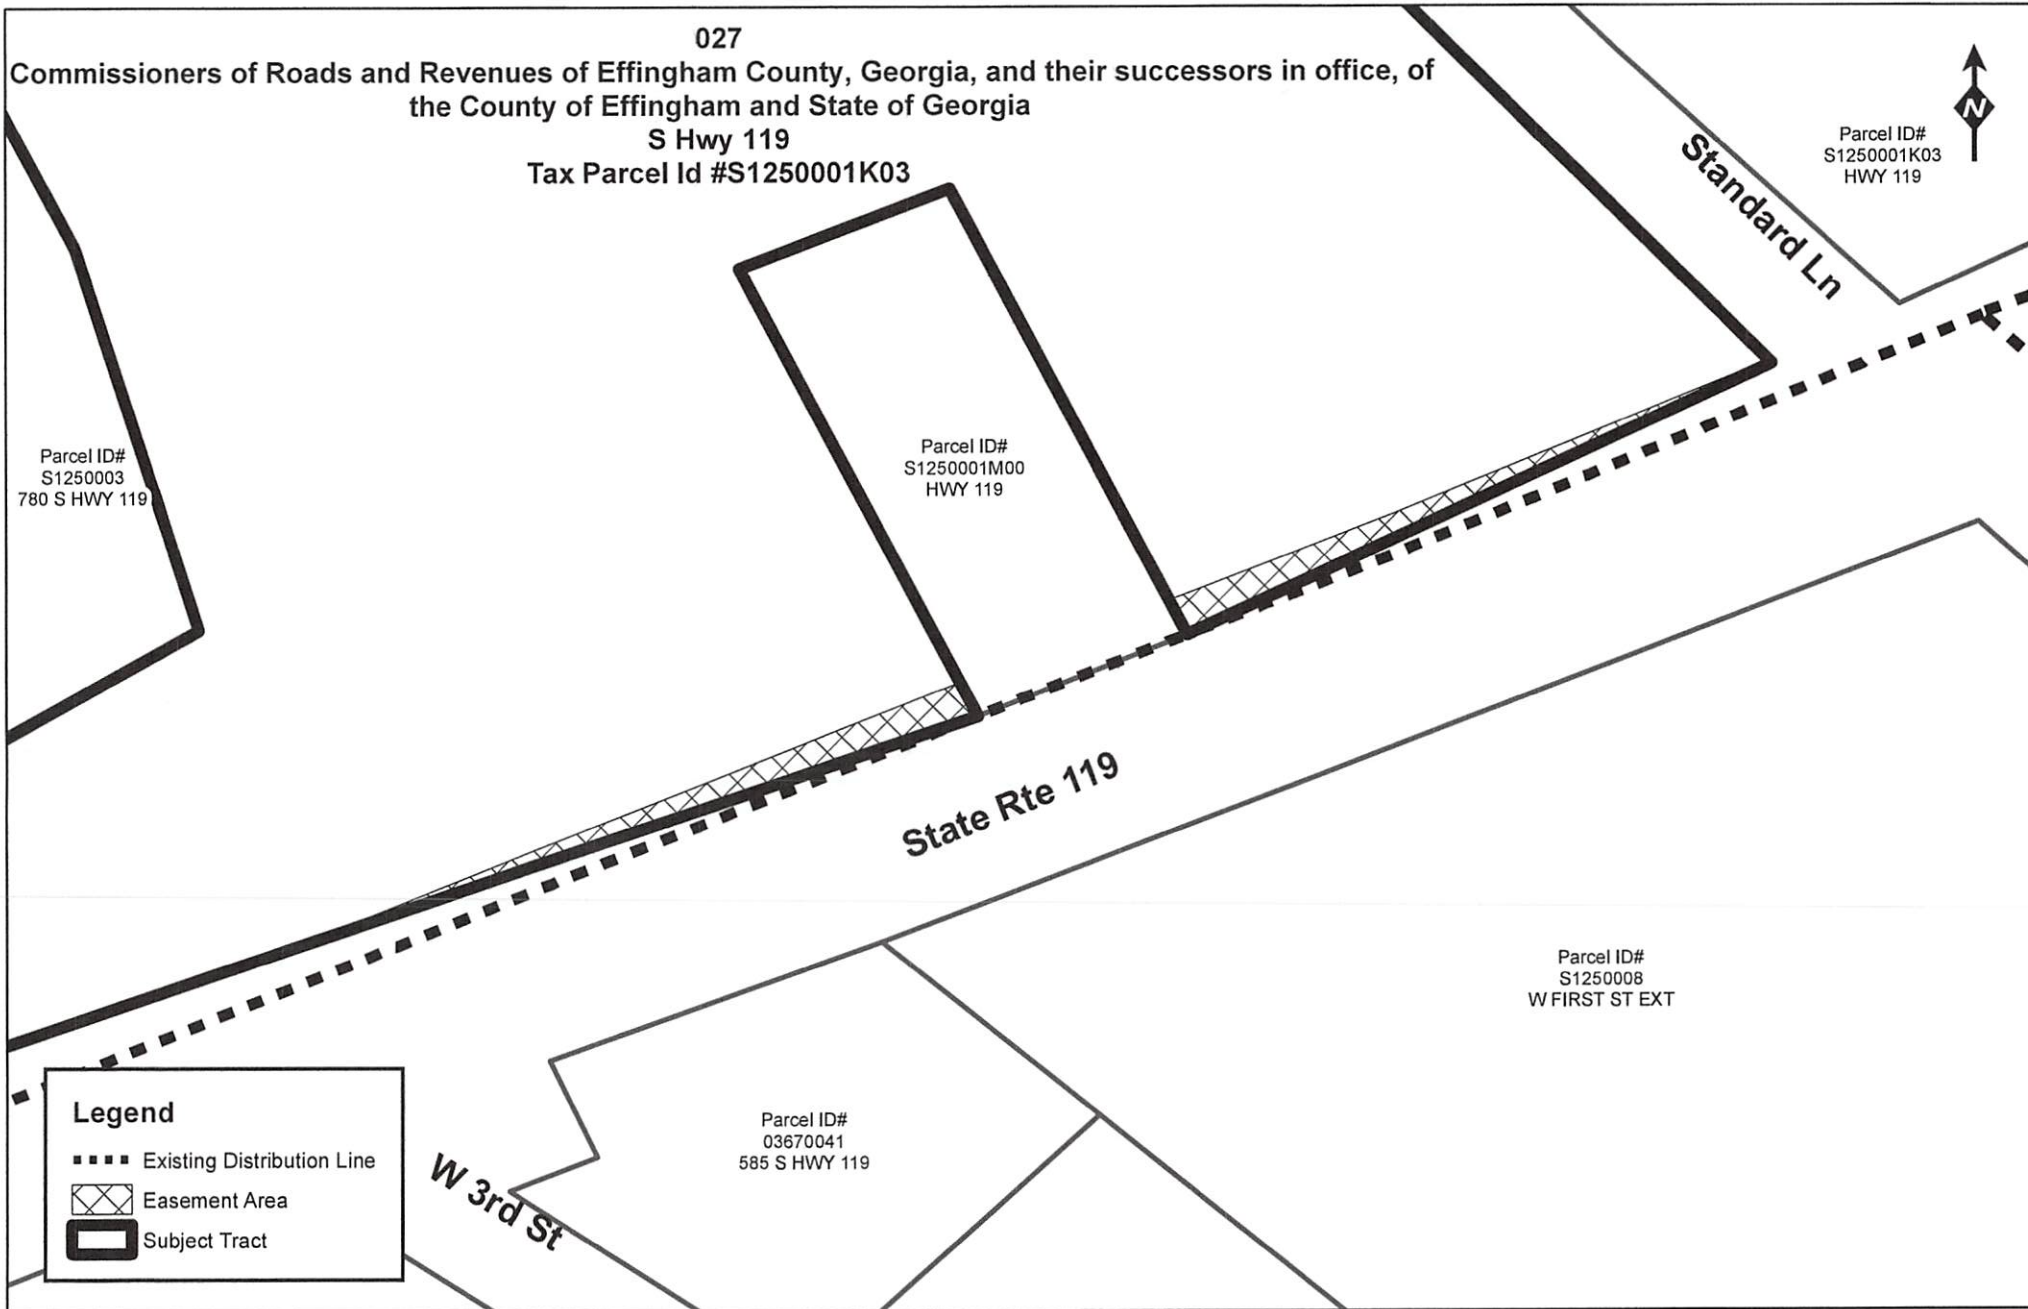 027
Commissioners of Roads and Revenues of Effingham County, Georgia, and their successors in office, of
the County of Effingham and State of Georgia
S Hwy 119
Tax Parcel Id #S1250001K03
N
Parcel ID#
S1250001K03
HWY 119
Standard Ln
Parcel ID#
S1250003
780 S HWY 119
Parcel ID#
S1250001M00
HWY 119
State Rte 119
Parcel ID#
S1250008
W FIRST ST EXT
Parcel ID#
03670041
585 S HWY 119
W 3rd St
Legend
Existing Distribution Line
Easement Area
Subject Tract